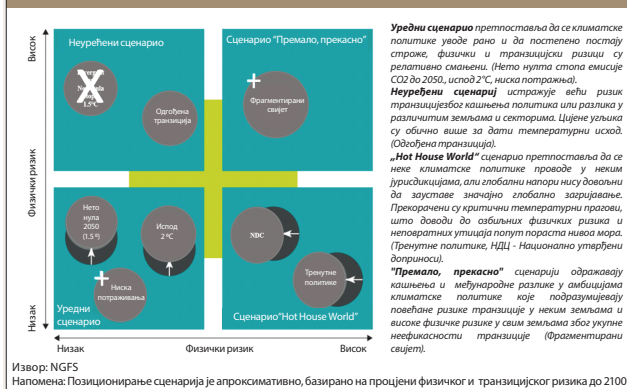 Висок
Физички ризик
Низак
Неурећени сценарио
1.5°C
Одгођена
транзиција
Сценарио "Премало, прекасно"
Фрагментирани
свијет
Нето
нула
2050
(1.5 º)
Испод
2 ºC
Ниска
потраживања
Уредни
сценарио
NDC
Тренутне
политике
Сценарио"Hot House World"
Низак
Физички ризик
Висок
Уредни сценарио претпоставља да се климатске
политике уводе рано и да постепено постају
строже, физички и транзицијски ризици су
релативно смањени. (Нето нулта стопа емисије
CO2 до 2050., испод 2°C, ниска потражња).
Неуређени сценариј истражује већи ризик
транзицијезбог кашњења политика или разлика у
различитим земљама и секторима. Цијене угљика
су обично више за дати температурни исход.
(Одгођена транзиција).
„Hot House World“ сценарио претпоставља да се
неке климатске политике проводе у неким
јурисдикцијама, али глобални напори нису довољни
да зауставе значајно глобално загријавање.
Прекорачени су критични температурни прагови,
што доводи до озбиљних физичких ризика и
неповратних утицаја попут пораста нивоа мора.
(Тренутне политике, НДЦ - Национално утврђени
доприноси).
"Премало, прекасно" сценарији одражавају
кашњења и међународне разлике у амбицијама
климатске политике које подразумијевају
повећане ризике транзиције у неким земљама и
високе физичке ризике у свим земљама због укупне
неефикасности транзиције (Фрагментирани
свијет).
Извор: NGFS
Напомена: Позиционирање сценарија је апроксимативно, базирано на процјени физичког и транзицијског ризика до 2100